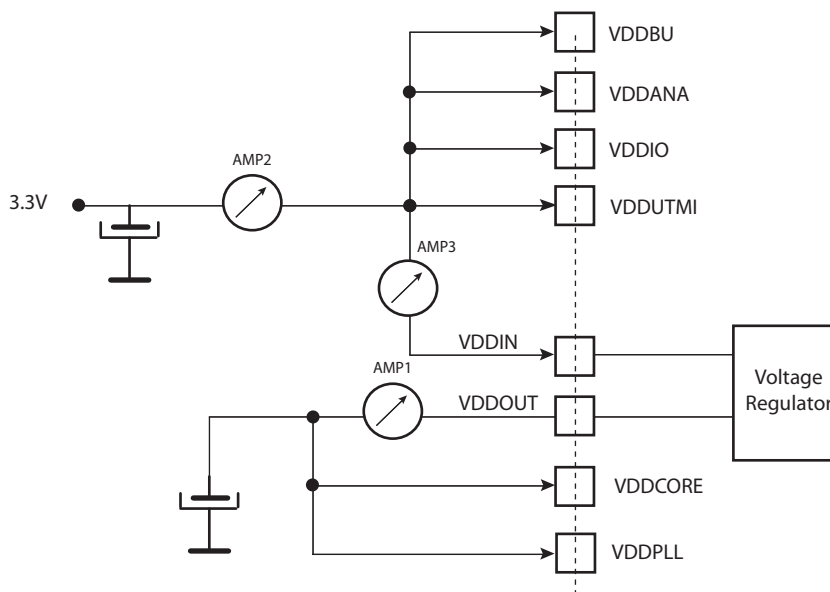 VDDBU
VDDANA
VDDIO
AMP2
3.3V
VDDUTMI
AMP3
VDDIN
AMP1
VDDOUT
Voltage
Regulator
VDDCORE
VDDPLL